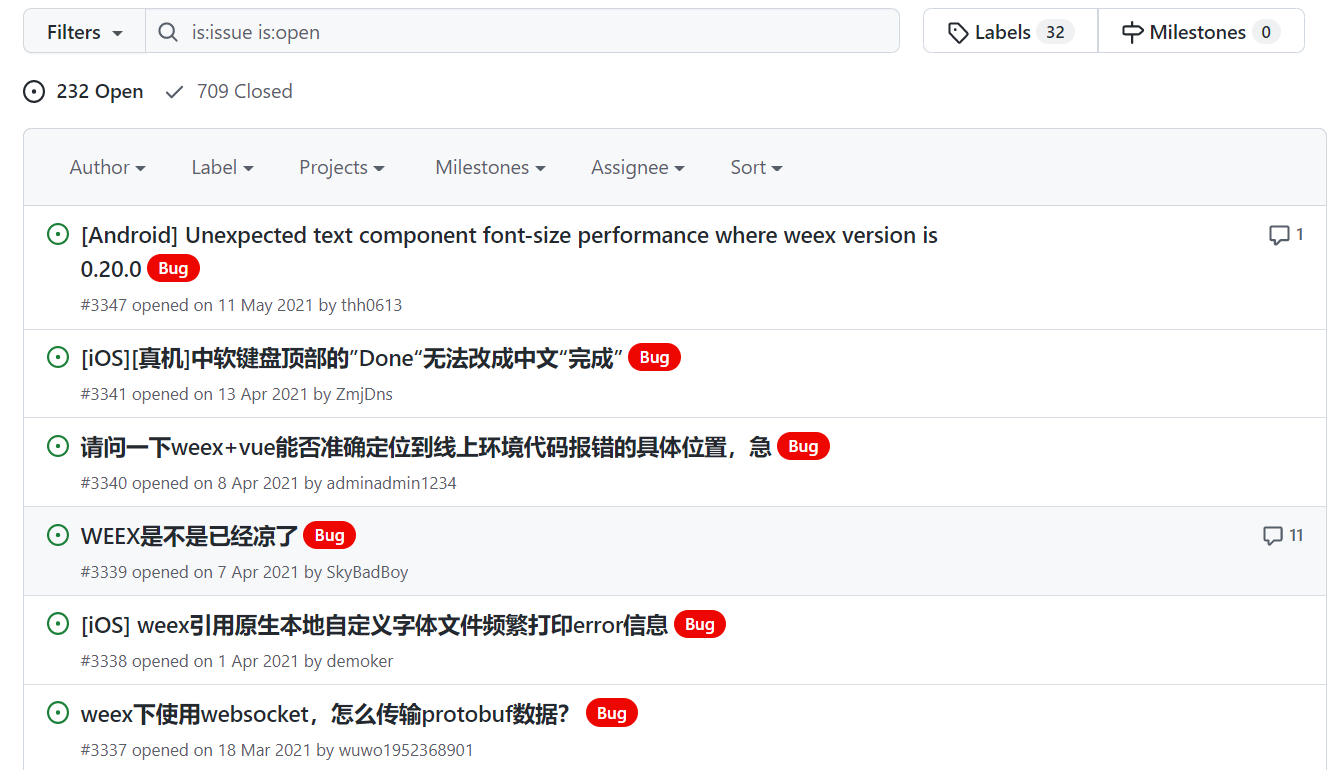 Filters is:issue is:open Labels 32 Milestones 0
232 Open 709 Closed
Author Label Projects Milestones Assignee Sort
[Android] Unexpected text component font-size performance where weex version is 1
0.20.0 Bug
#3347 opened on 11 May 2021 by thh0613
[iOS][真机]中软键盘顶部的”Done“无法改成中文“完成” Bug
#3341 opened on 13 Apr 2021 by ZmjDns
请问一下weex+vue能否准确定位到线上环境代码报错的具体位置，急 Bug
#3340 opened on 8 Apr 2021 by adminadmin1234
WEEX是不是已经凉了 Bug 11
#3339 opened on 7 Apr 2021 by SkyBadBoy
[iOS] weex引用原生本地自定义字体文件频繁打印error信息 Bug
#3338 opened on 1 Apr 2021 by demoker
weex下使用websocket，怎么传输protobuf数据？ Bug
#3337 opened on 18 Mar 2021 by wuwo1952368901